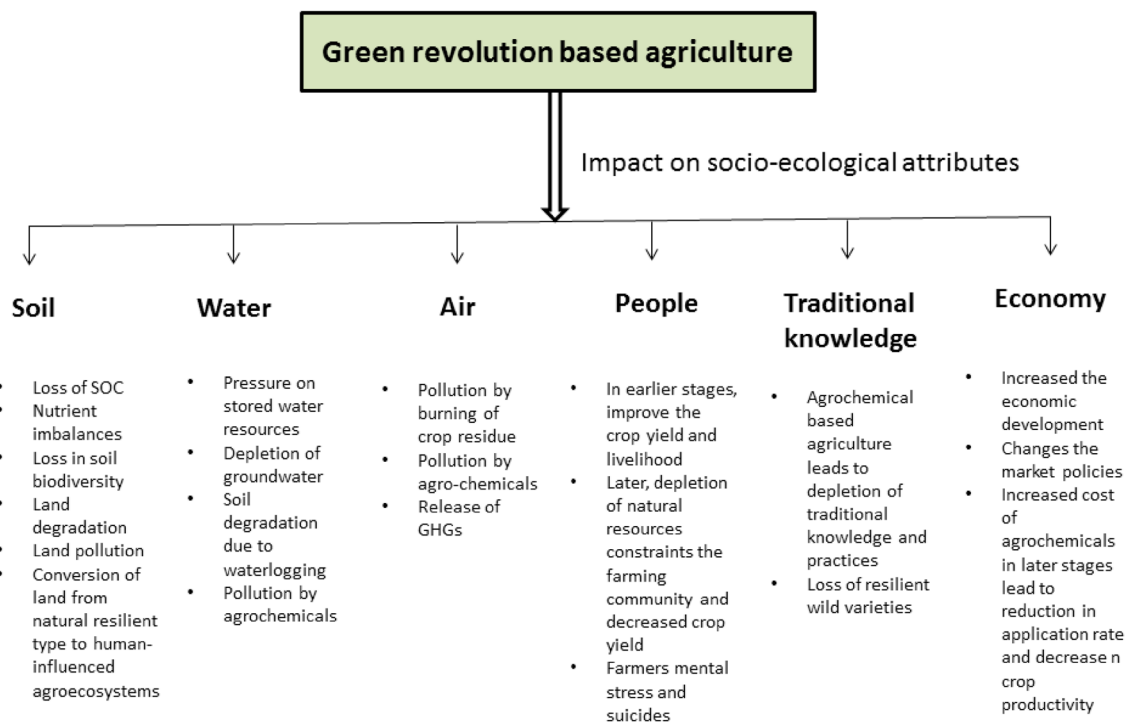 Green revolution based agriculture
Impact on socio-ecological attributes
Soil
• Loss of SOC
• Nutrient
imbalances
• Loss in soil
biodiversity
• Land
degradation
• Land pollution
• Conversion of
land from
natural resilient
type to human-
influenced
agroecosystems
Water
• Pressure on
stored water
resources
• Depletion of
groundwater
• Soil
degradation
due to
waterlogging
• Pollution by
agrochemicals
Air
• Pollution by
burning of
crop residue
• Pollution by
agro-chemicals
• Release of
GHGs
People
• In earlier stages,
improve the
crop yield and
livelihood
• Later, depletion
of natural
resources
constraints the
farming
community and
decreased crop
yield
• Farmers mental
stress and
suicides
Traditional
knowledge
• Agrochemical
based
agriculture
leads to
depletion of
traditional
knowledge and
practices
• Loss of resilient
wild varieties
Economy
• Increased the
economic
development
• Changes the
market policies
• Increased cost
of
agrochemicals
in later stages
lead to
reduction in
application rate
and decrease n
crop
productivity